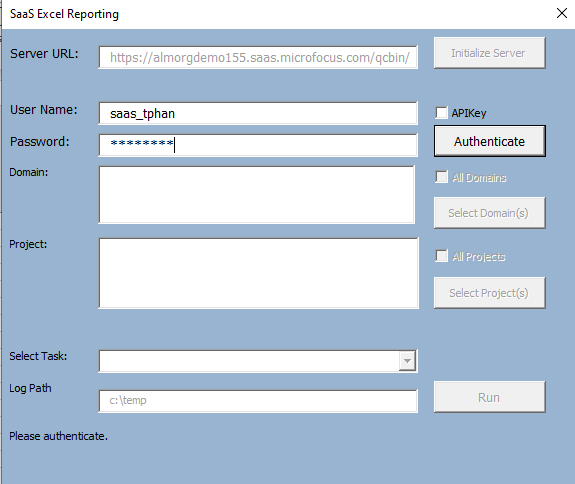 SaaS Excel Reporting
Server URL: https://almorgdemo155.saas.microfocus.com/qcbin/ Initialize Server
User Name: saas_tphan APIKey
Password: ******** Authenticate
Domain: All Domains
Select Domain(s)
Project: All Projects
Select Project(s)
Select Task:
Log Path c:\temp Run
Please authenticate.